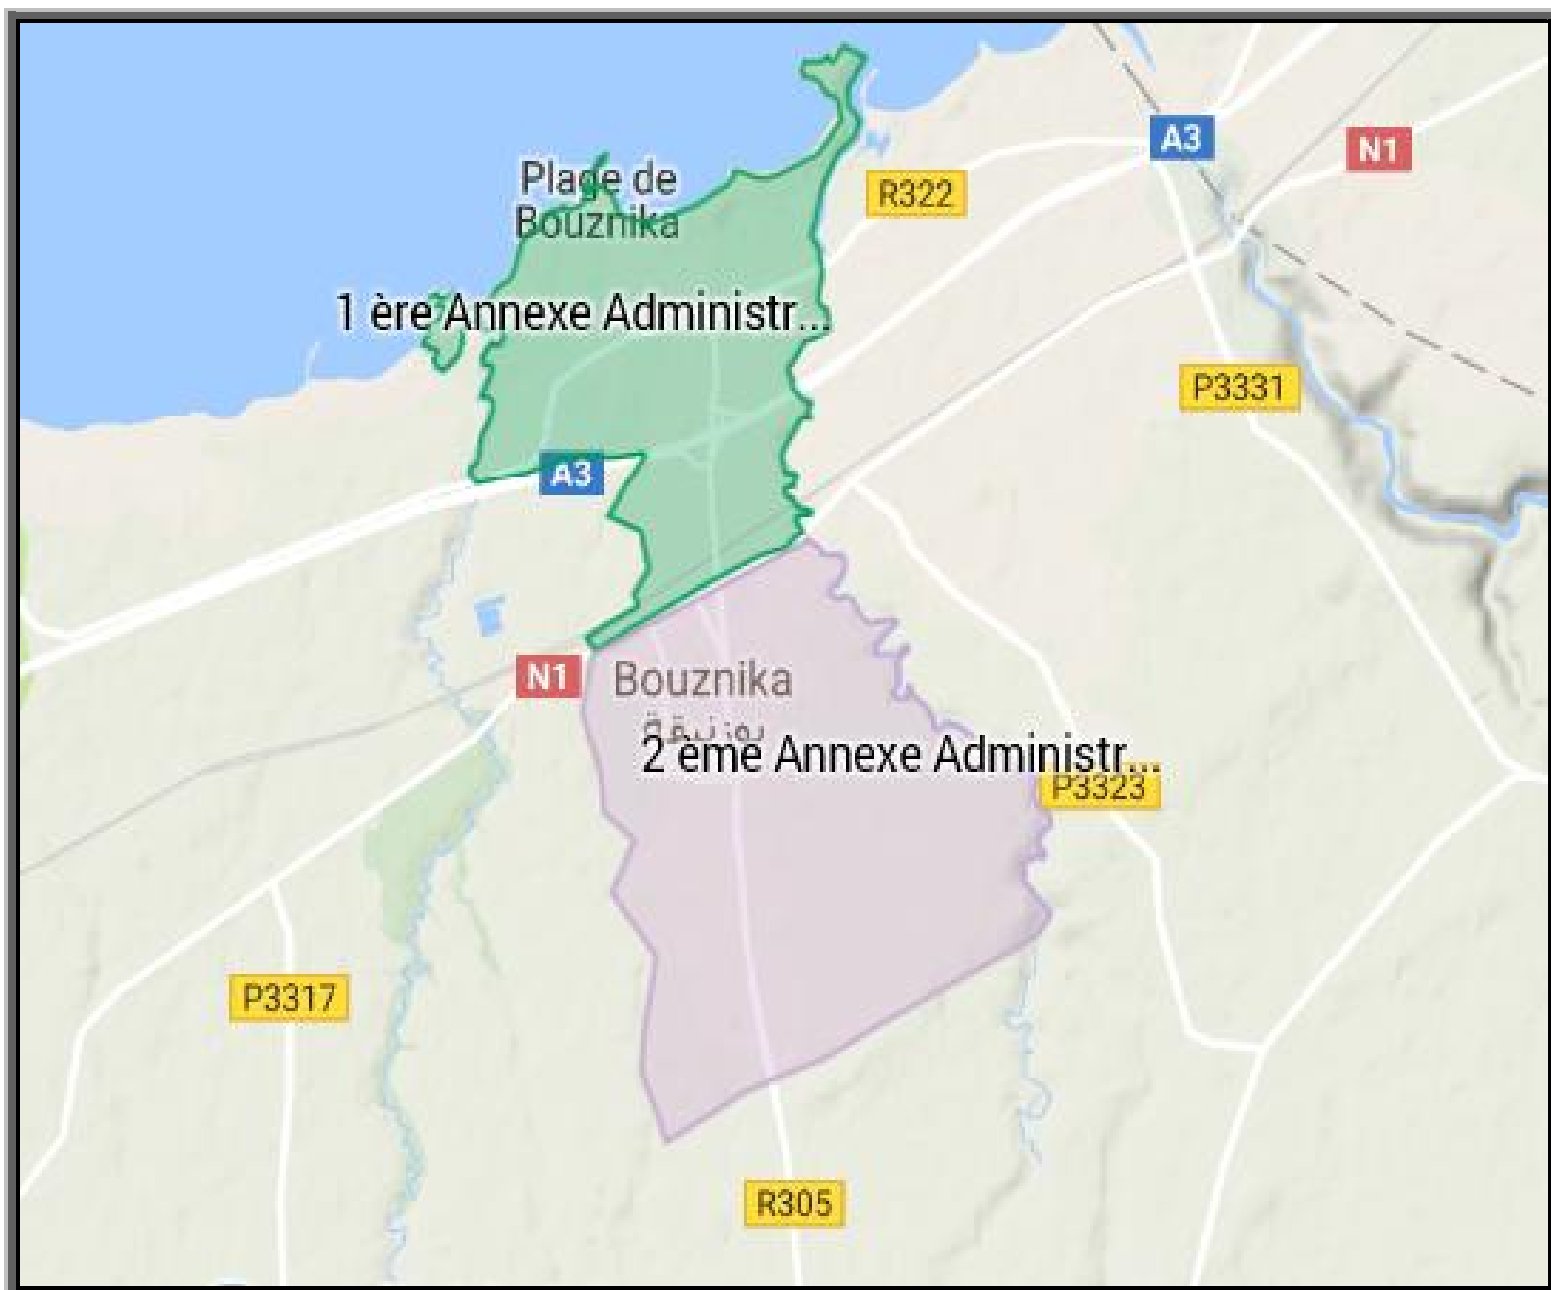 A3
N1
Plage de
Bouznika
R322
1 ère Annexe Administr...
P3331
A3
N1
Bouznika
بوزنيقة
2 ème Annexe Administr...
P3323
P3317
R305